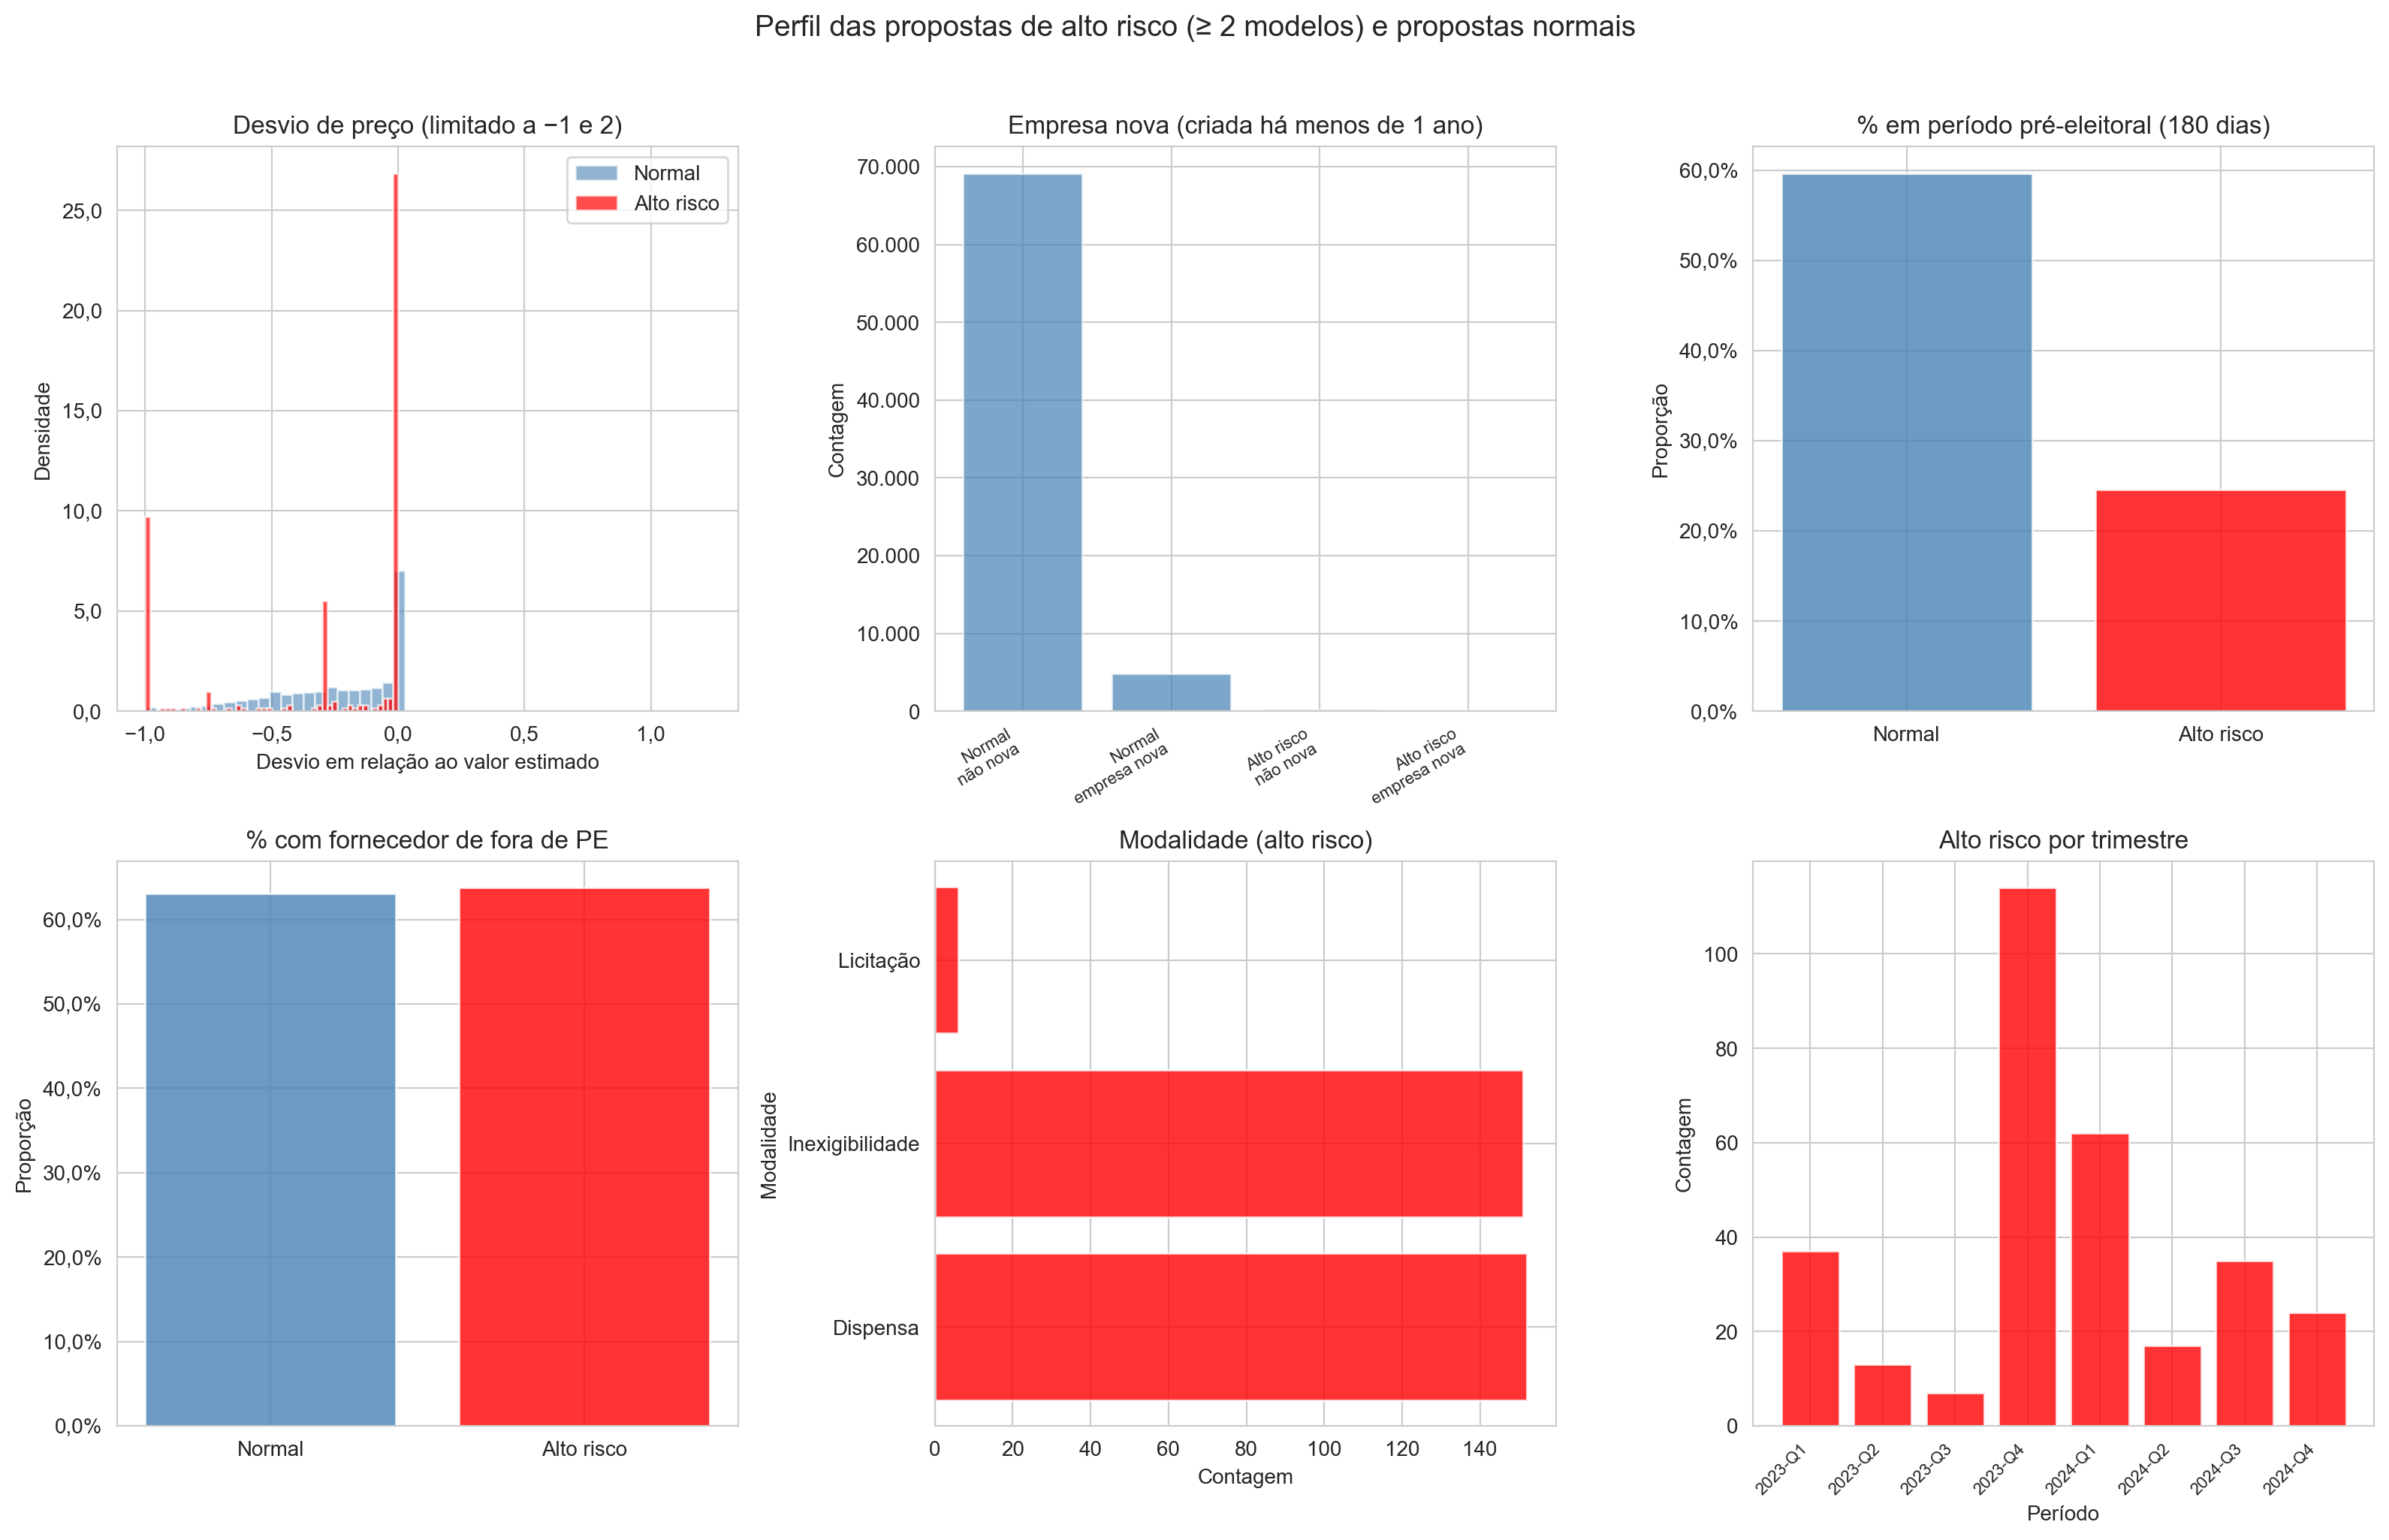 Perfil das propostas de alto risco (≥ 2 modelos) e propostas normais
Desvio de preço (limitado a −1 e 2)
Normal
Alto risco
Densidade
25,0
20,0
15,0
10,0
5,0
0,0
−1,0
−0,5
0,0
0,5
1,0
Desvio em relação ao valor estimado
Empresa nova (criada há menos de 1 ano)
Contagem
70.000
60.000
50.000
40.000
30.000
20.000
10.000
0
Normal
não nova
Normal
empresa nova
Alto risco
não nova
Alto risco
empresa nova
% em período pré-eleitoral (180 dias)
Proporção
60,0%
50,0%
40,0%
30,0%
20,0%
10,0%
0,0%
Normal
Alto risco
% com fornecedor de fora de PE
Proporção
60,0%
50,0%
40,0%
30,0%
20,0%
10,0%
0,0%
Normal
Alto risco
Modalidade (alto risco)
Modalidade
Licitação
Inexigibilidade
Dispensa
0
20
40
60
80
100
120
140
Contagem
Alto risco por trimestre
Contagem
100
80
60
40
20
0
2023-Q1
2023-Q2
2023-Q3
2023-Q4
2024-Q1
2024-Q2
2024-Q3
2024-Q4
Período